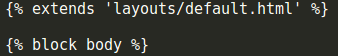 {% extends 'layouts/default.html' %}
{% block body %}